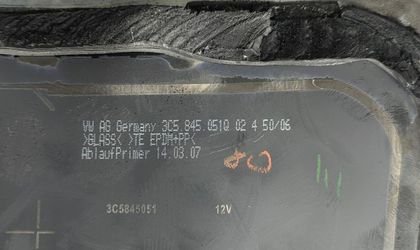 VW AG Germany 3C5 845 051Q 02 4 50/06
>GLASS< >TE EPDM+PP<
AblaufPrimer 14.03.07
3C5845051 12V